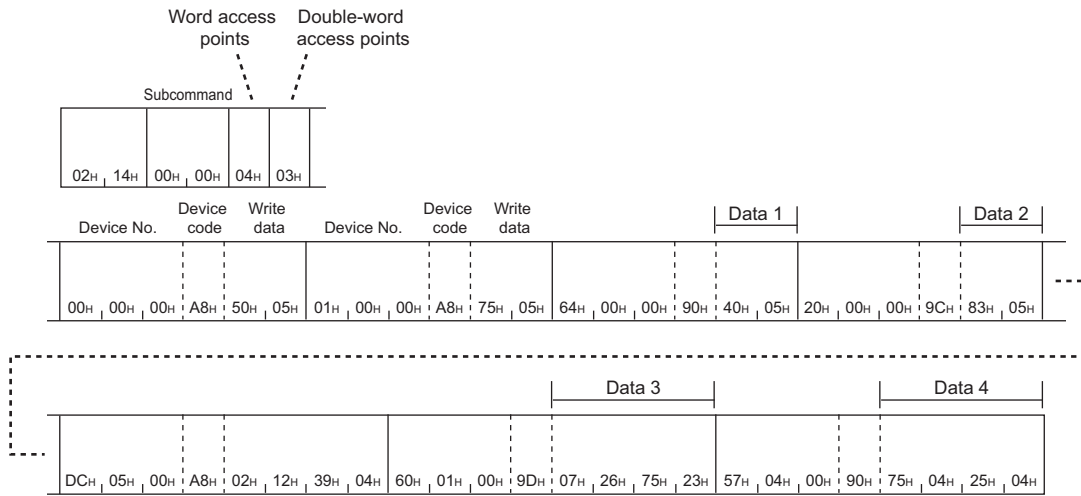 Word access points
Double-word access points
Subcommand
02H 14H 00H 00H 04H 03H
Device No. Device code Write data Device No. Device code Write data Data 1 Data 2
00H 00H 00H A8H 50H 05H 01H 00H 00H A8H 75H 05H 64H 00H 00H 90H 40H 05H 20H 00H 00H 9CH 83H 05H
Data 3 Data 4
DCH 05H 00H A8H 02H 12H 39H 04H 60H 01H 00H 9DH 07H 26H 75H 23H 57H 04H 00H 90H 75H 04H 25H 04H